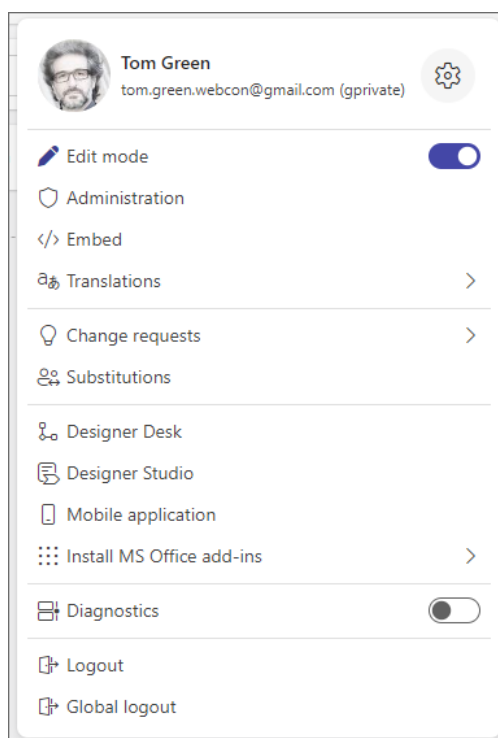 Tom Green
tom.green.webcon@gmail.com (gprivate)
Edit mode
Administration
Embed
Translations
Change requests
Substitutions
Designer Desk
Designer Studio
Mobile application
Install MS Office add-ins
Diagnostics
Logout
Global logout